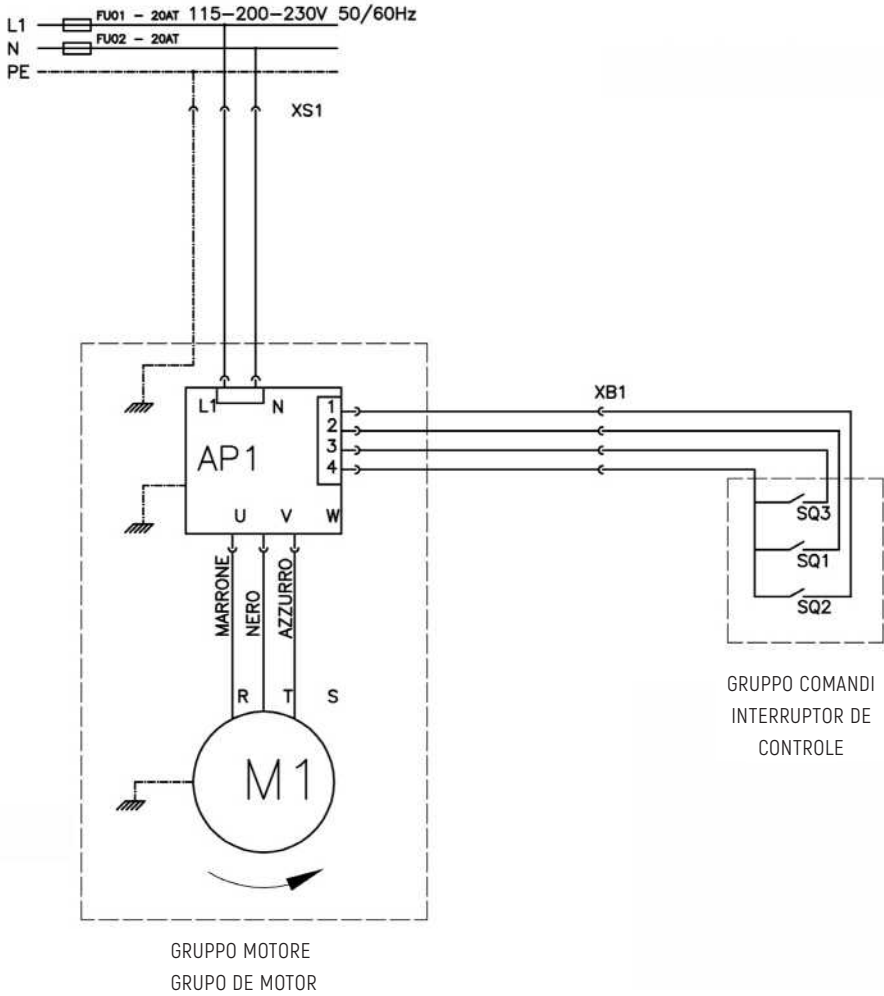 L1 FU01 - 20AT 115-200-230V 50/60Hz
N FU02 - 20AT
PE
XS1
L1 N
AP1
1
2
3
4
XB1
U V W
MARRONE
NERO
AZZURRO
SQ3
SQ1
SQ2
R T S
M1
GRUPPO COMANDI
INTERRUPTOR DE
CONTROLE
GRUPPO MOTORE
GRUPO DE MOTOR